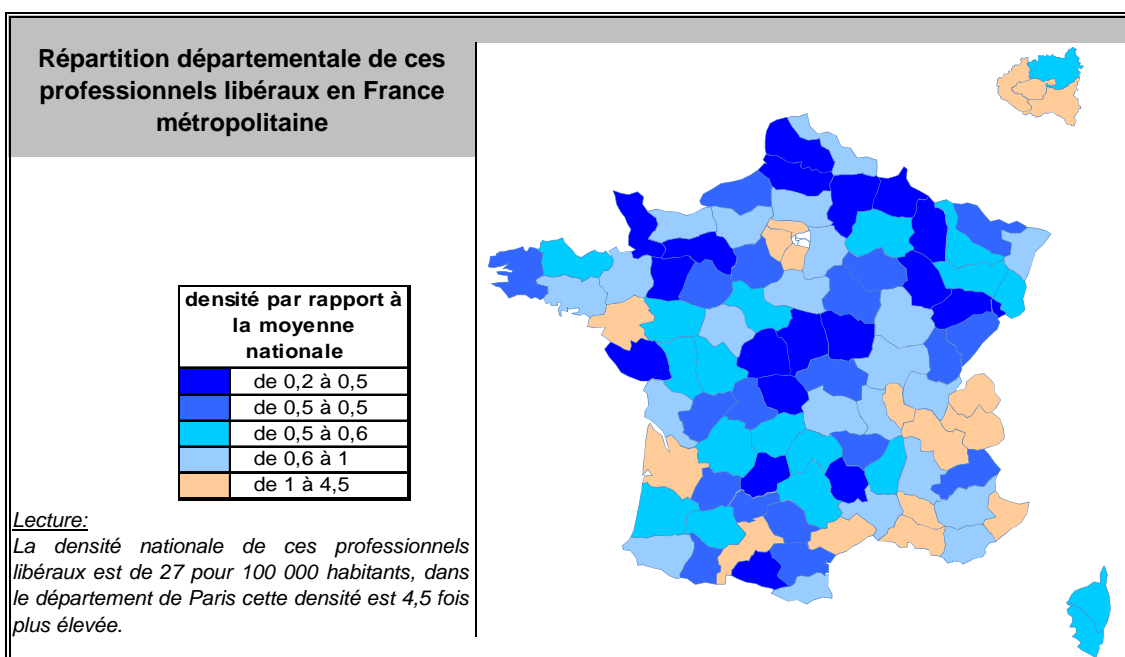 Répartition départementale de ces
professionnels libéraux en France
métropolitaine
densité par rapport à
la moyenne
nationale
de 0,2 à 0,5
de 0,5 à 0,5
de 0,5 à 0,6
de 0,6 à 1
de 1 à 4,5
Lecture:
La densité nationale de ces professionnels
libéraux est de 27 pour 100 000 habitants, dans
le département de Paris cette densité est 4,5 fois
plus élevée.